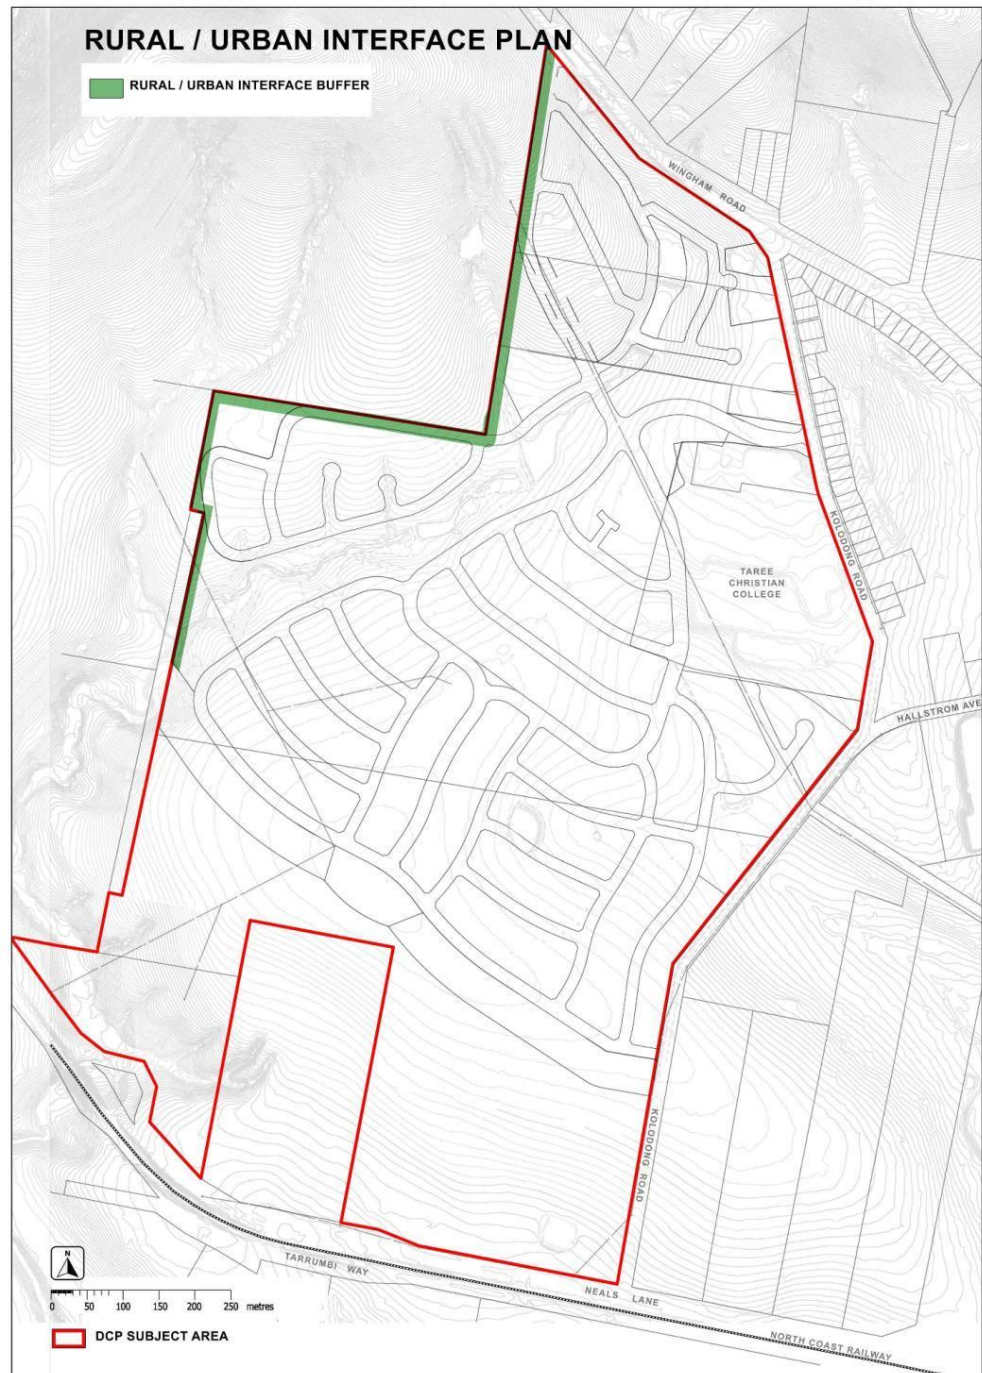 RURAL / URBAN INTERFACE PLAN
RURAL / URBAN INTERFACE BUFFER
WINGHAM ROAD
KOLODONG ROAD
TAREE
CHRISTIAN
COLLEGE
HALLSTROM AVE
KOLODONG ROAD
TARRUMBI WAY
NEALS LANE
NORTH COAST RAILWAY
N
0 50 100 150 200 250 metres
DCP SUBJECT AREA